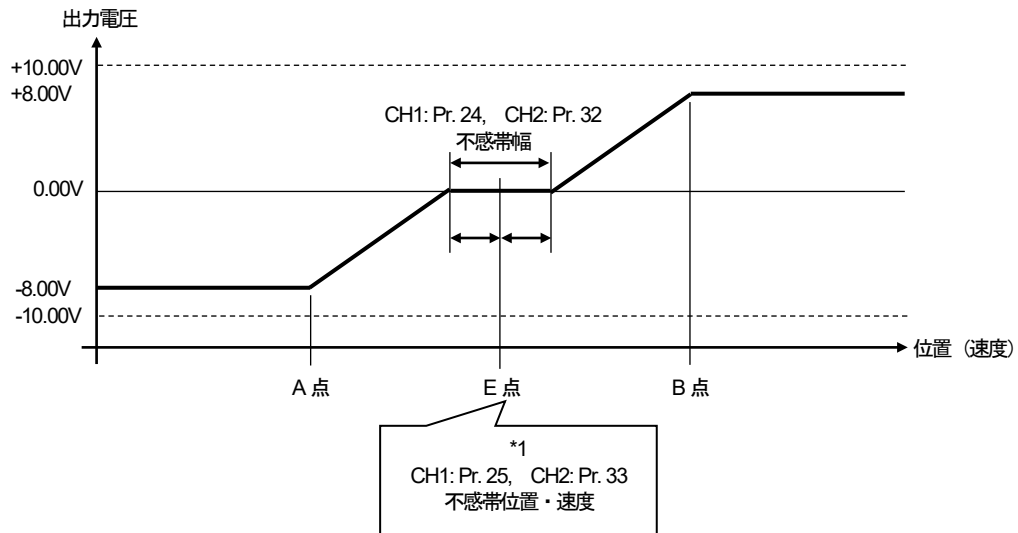 出力電圧
+10.00V
+8.00V
CH1: Pr. 24, CH2: Pr. 32
不感帯幅
0.00V
-8.00V
-10.00V
位置（速度）
A 点
E 点
B 点
*1
CH1: Pr. 25, CH2: Pr. 33
不感帯位置・速度